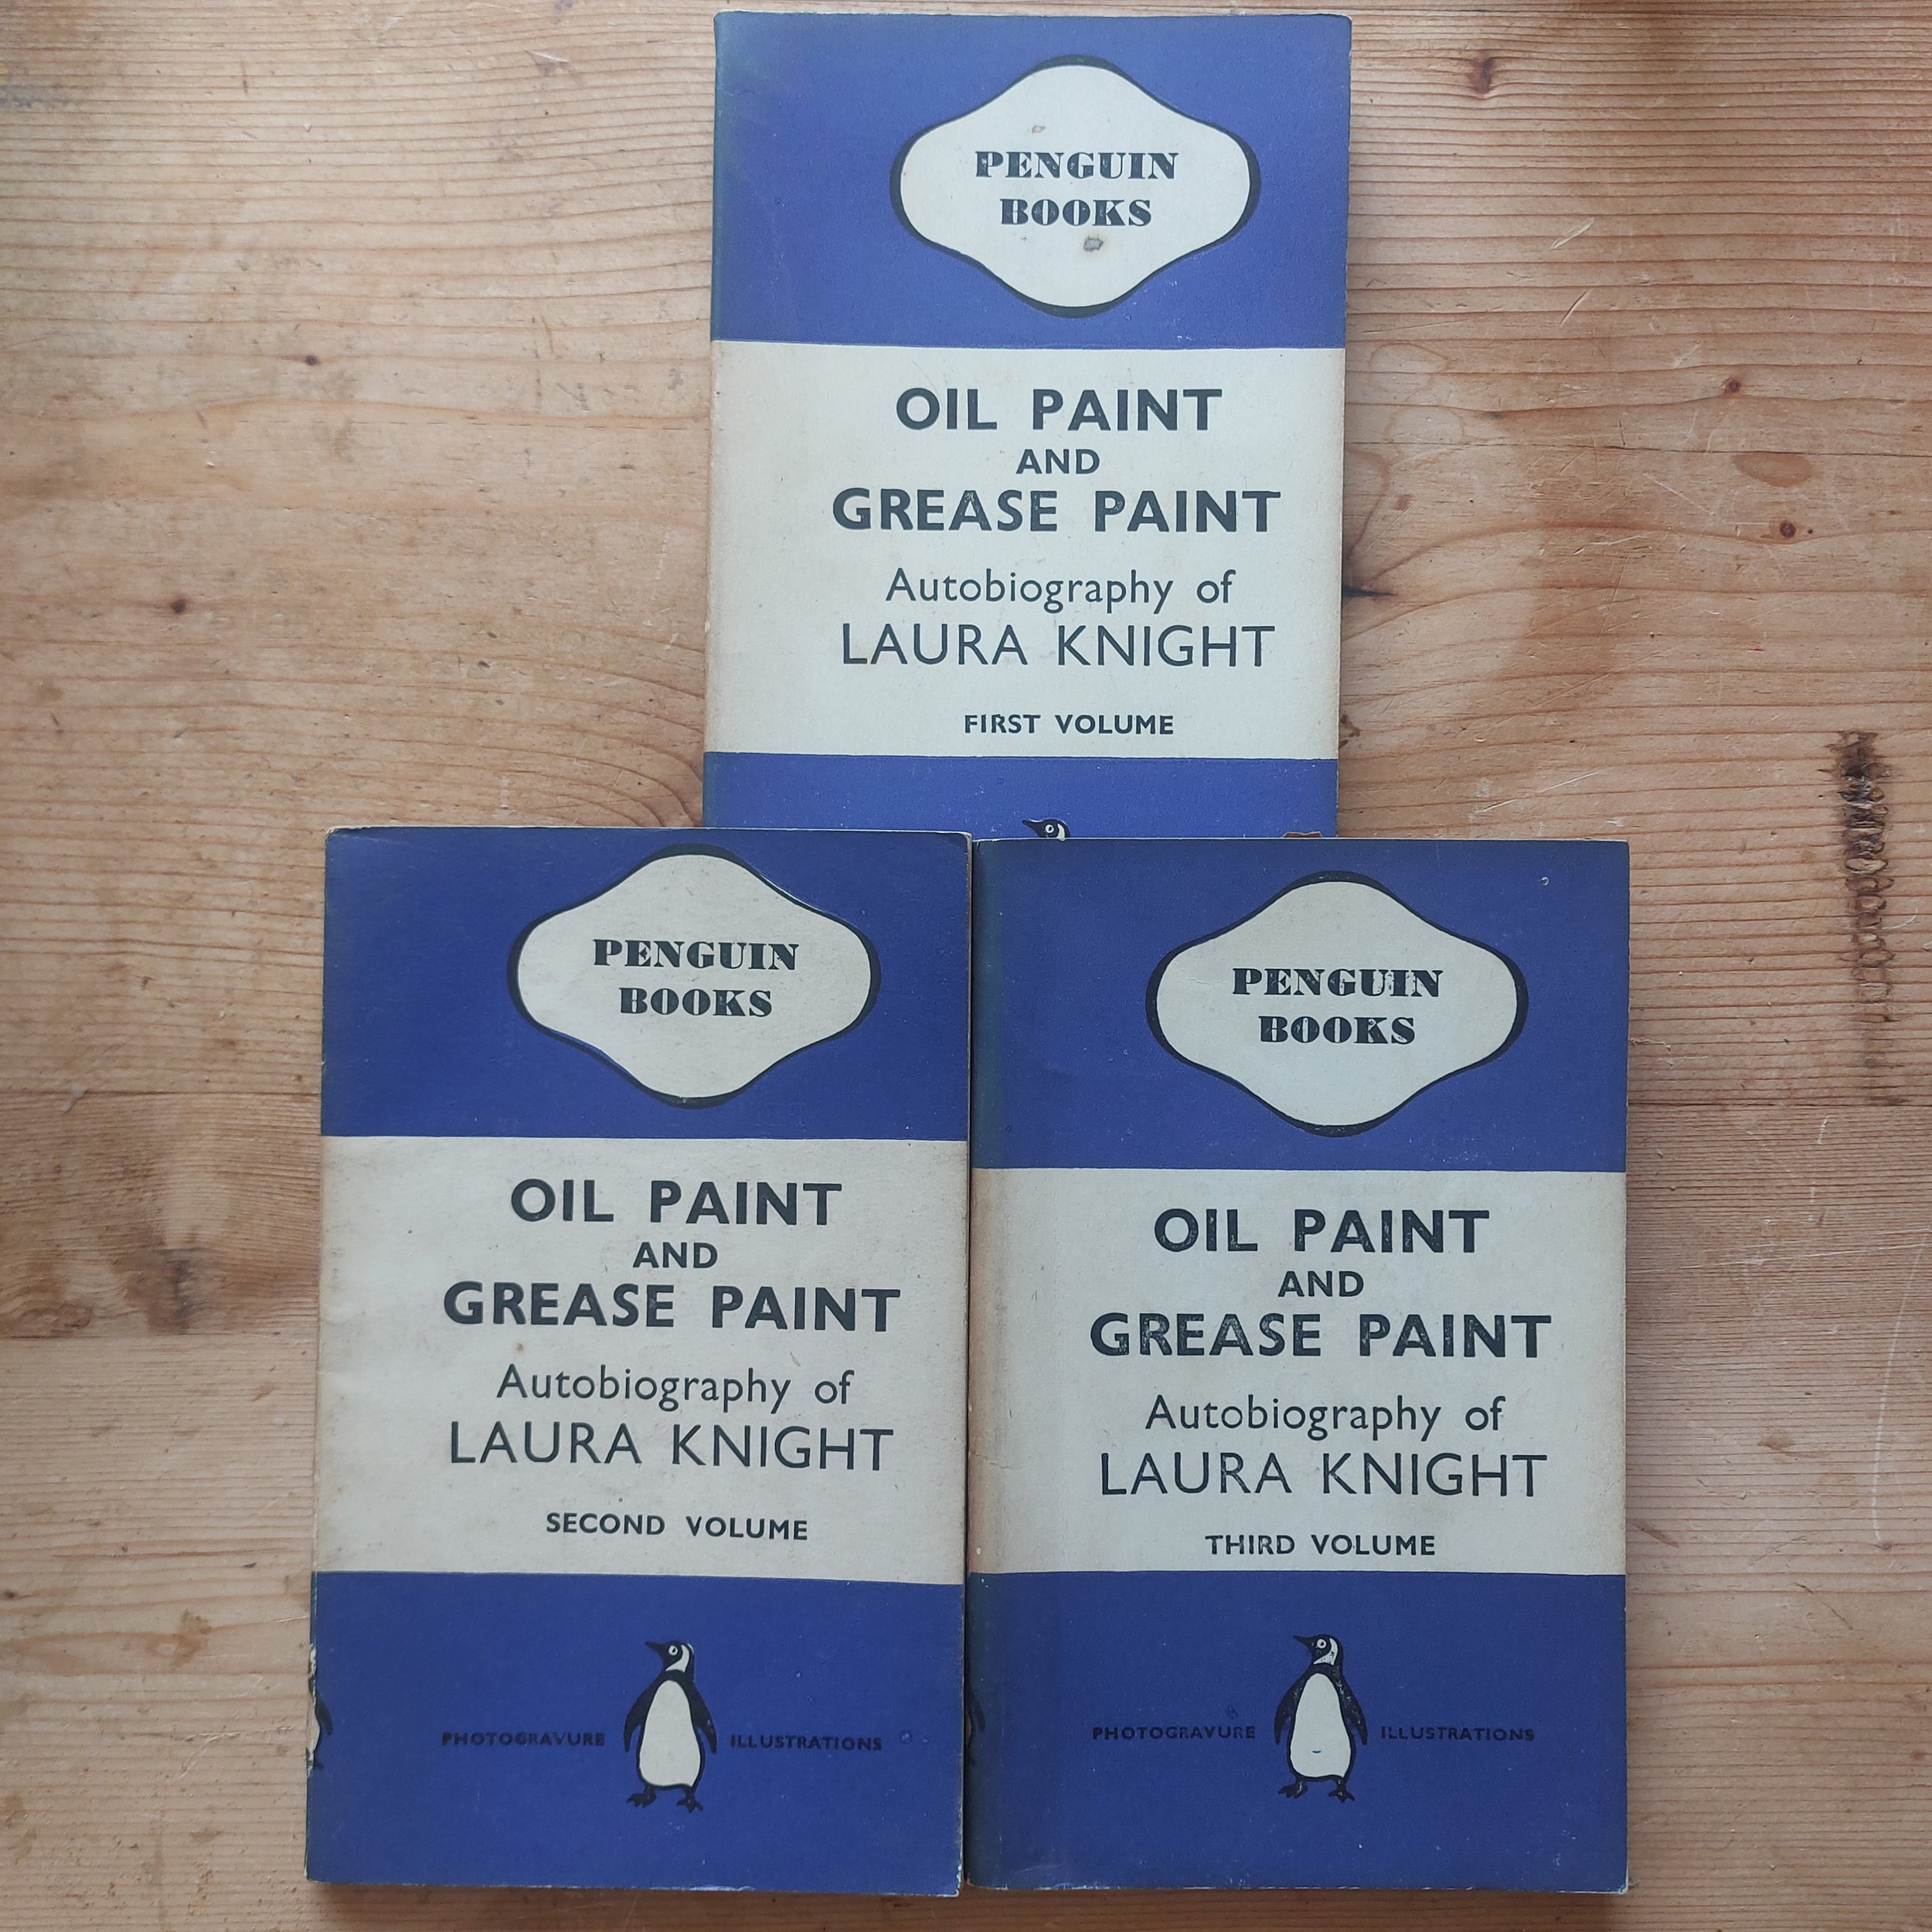 PENGUIN
BOOKS
OIL PAINT
AND
GREASE PAINT
Autobiography of
LAURA KNIGHT
FIRST VOLUME
PENGUIN
BOOKS
OIL PAINT
AND
GREASE PAINT
Autobiography of
LAURA KNIGHT
SECOND VOLUME
PHOTOGRAVURE ILLUSTRATIONS
PENGUIN
BOOKS
OIL PAINT
AND
GREASE PAINT
Autobiography of
LAURA KNIGHT
THIRD VOLUME
PHOTOGRAVURE ILLUSTRATIONS